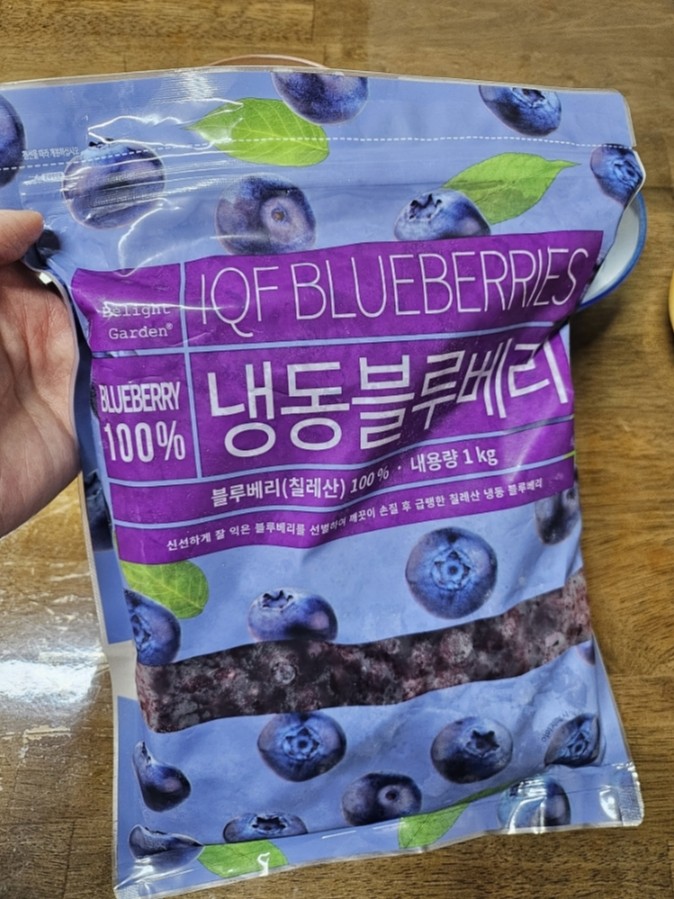 Delight
Garden®
IQF BLUEBERRIES
BLUEBERRY
100%
냉동블루베리
블루베리(칠레산) 100% · 내용량 1kg
신선하게 잘 익은 블루베리를 선별하여 깨끗이 손질 후 급랭한 칠레산 냉동 블루베리